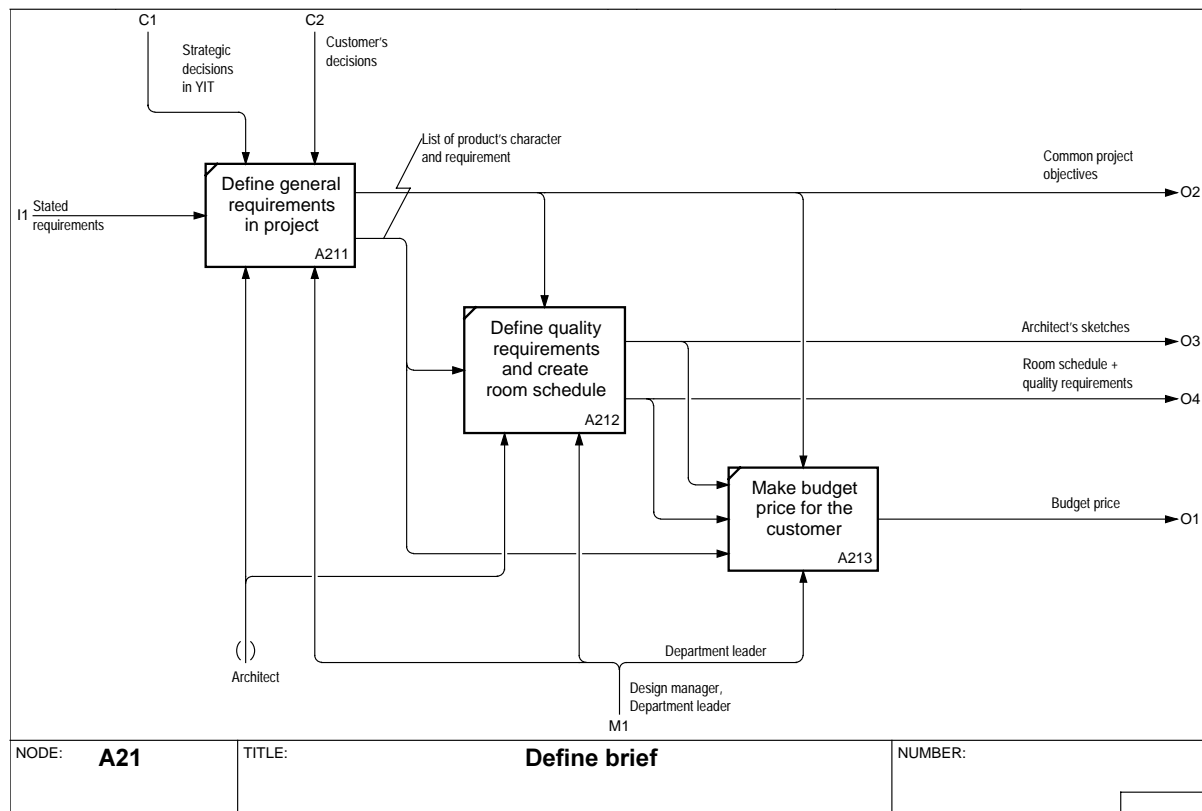 C1
C2
Strategic
decisions
in YIT
Customer's
decisions
List of product's character
and requirement
Common project
objectives
O2
Define general
requirements
in project
A211
I1
Stated
requirements
Define quality
requirements
and create
room schedule
A212
Architect's sketches
O3
Room schedule +
quality requirements
O4
Make budget
price for the
customer
A213
Budget price
O1
( )
Architect
Department leader
Design manager,
Department leader
M1
NODE: A21
TITLE: Define brief
NUMBER: